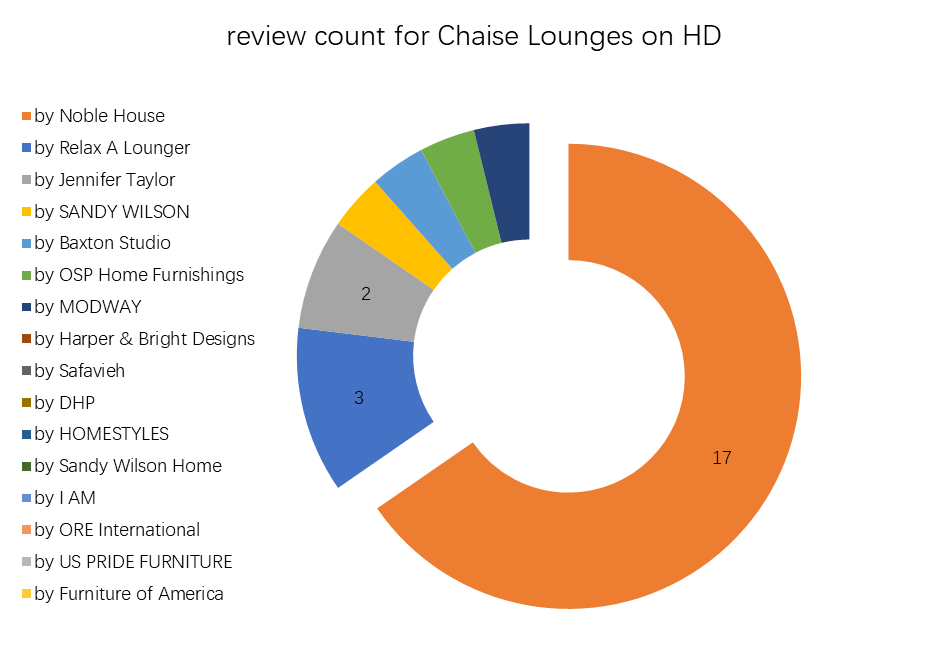 review count for Chaise Lounges on HD
by Noble House
by Relax A Lounger
by Jennifer Taylor
by SANDY WILSON
by Baxton Studio
by OSP Home Furnishings
by MODWAY
by Harper & Bright Designs
by Safavieh
by DHP
by HOMESTYLES
by Sandy Wilson Home
by I AM
by ORE International
by US PRIDE FURNITURE
by Furniture of America
2
3
17